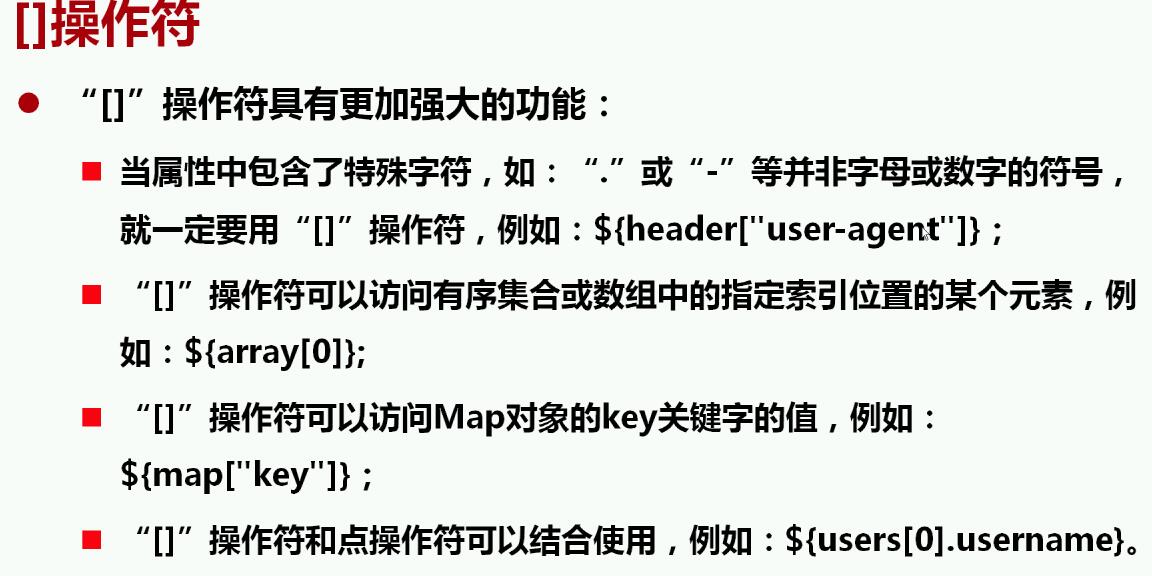 []操作符
“[]”操作符具有更加强大的功能：
当属性中包含了特殊字符，如：“.”或“-”等并非字母或数字的符号，
就一定要用“[]”操作符，例如：${header["user-agent"]}；
“[]”操作符可以访问有序集合或数组中的指定索引位置的某个元素，例
如：${array[0]};
“[]”操作符可以访问Map对象的key关键字的值，例如：
${map["key"]}；
“[]”操作符和点操作符可以结合使用，例如：${users[0].username}。